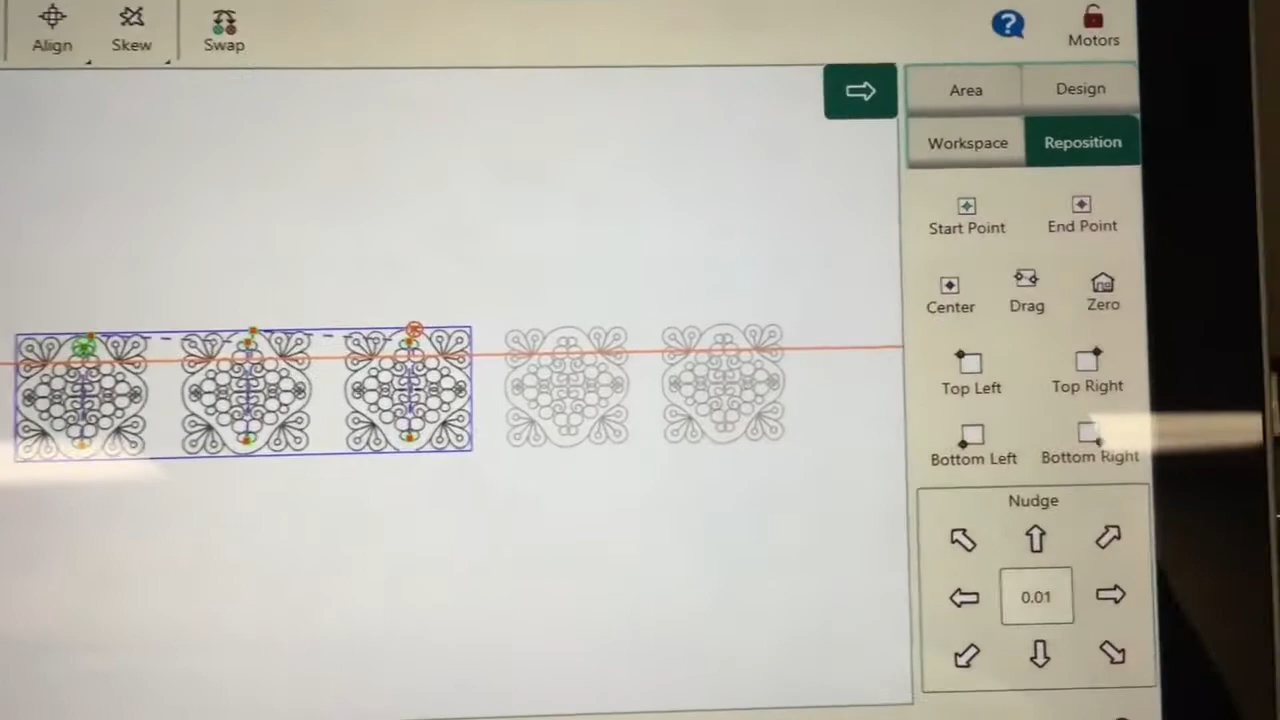 Align Skew Swap ? Motors
Area Design
Workspace Reposition
Start Point End Point
Center Drag Zero
Top Left Top Right
Bottom Left Bottom Right
Nudge
0.01